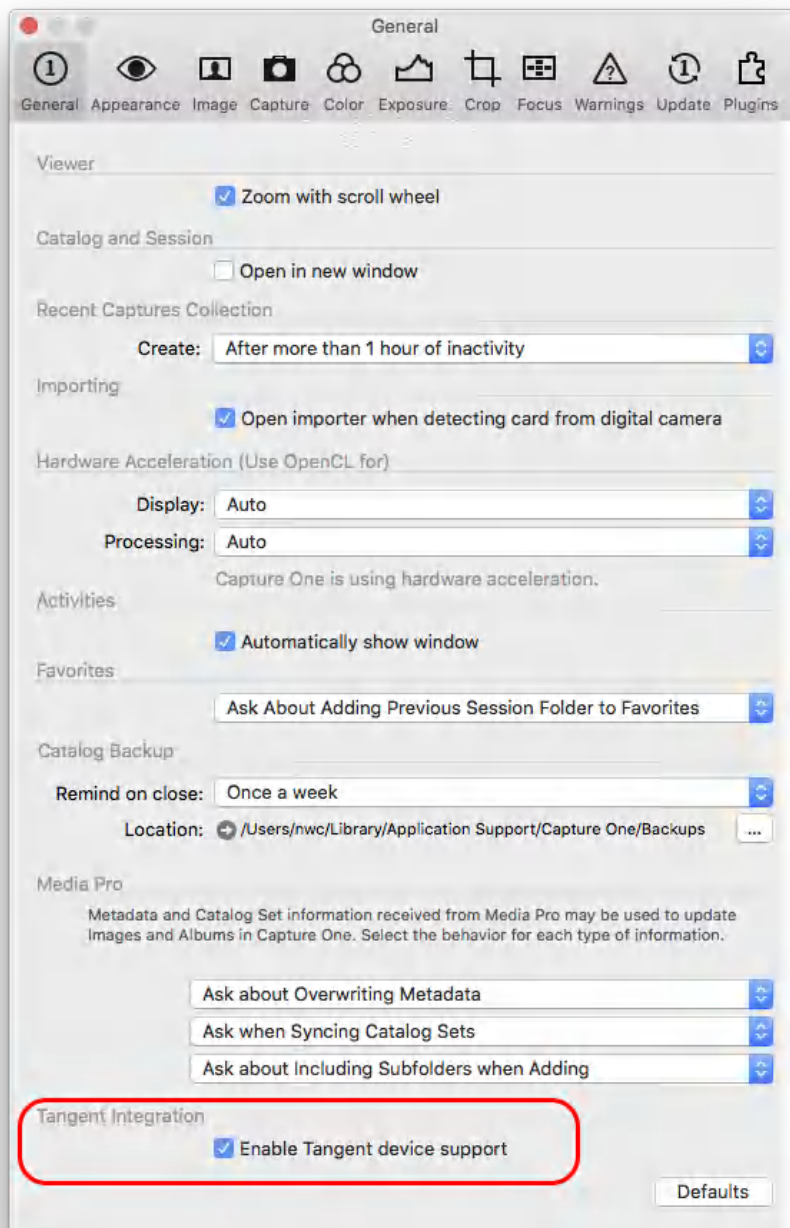 General
General Appearance Image Capture Color Exposure Crop Focus Warnings Update Plugins
Viewer
Zoom with scroll wheel
Catalog and Session
Open in new window
Recent Captures Collection
Create: After more than 1 hour of inactivity
Importing
Open importer when detecting card from digital camera
Hardware Acceleration (Use OpenCL for)
Display: Auto
Processing: Auto
Capture One is using hardware acceleration.
Activities
Automatically show window
Favorites
Ask About Adding Previous Session Folder to Favorites
Catalog Backup
Remind on close: Once a week
Location: /Users/nwc/Library/Application Support/Capture One/Backups ...
Media Pro
Metadata and Catalog Set information received from Media Pro may be used to update
Images and Albums in Capture One. Select the behavior for each type of information.
Ask about Overwriting Metadata
Ask when Syncing Catalog Sets
Ask about Including Subfolders when Adding
Tangent Integration
Enable Tangent device support
Defaults